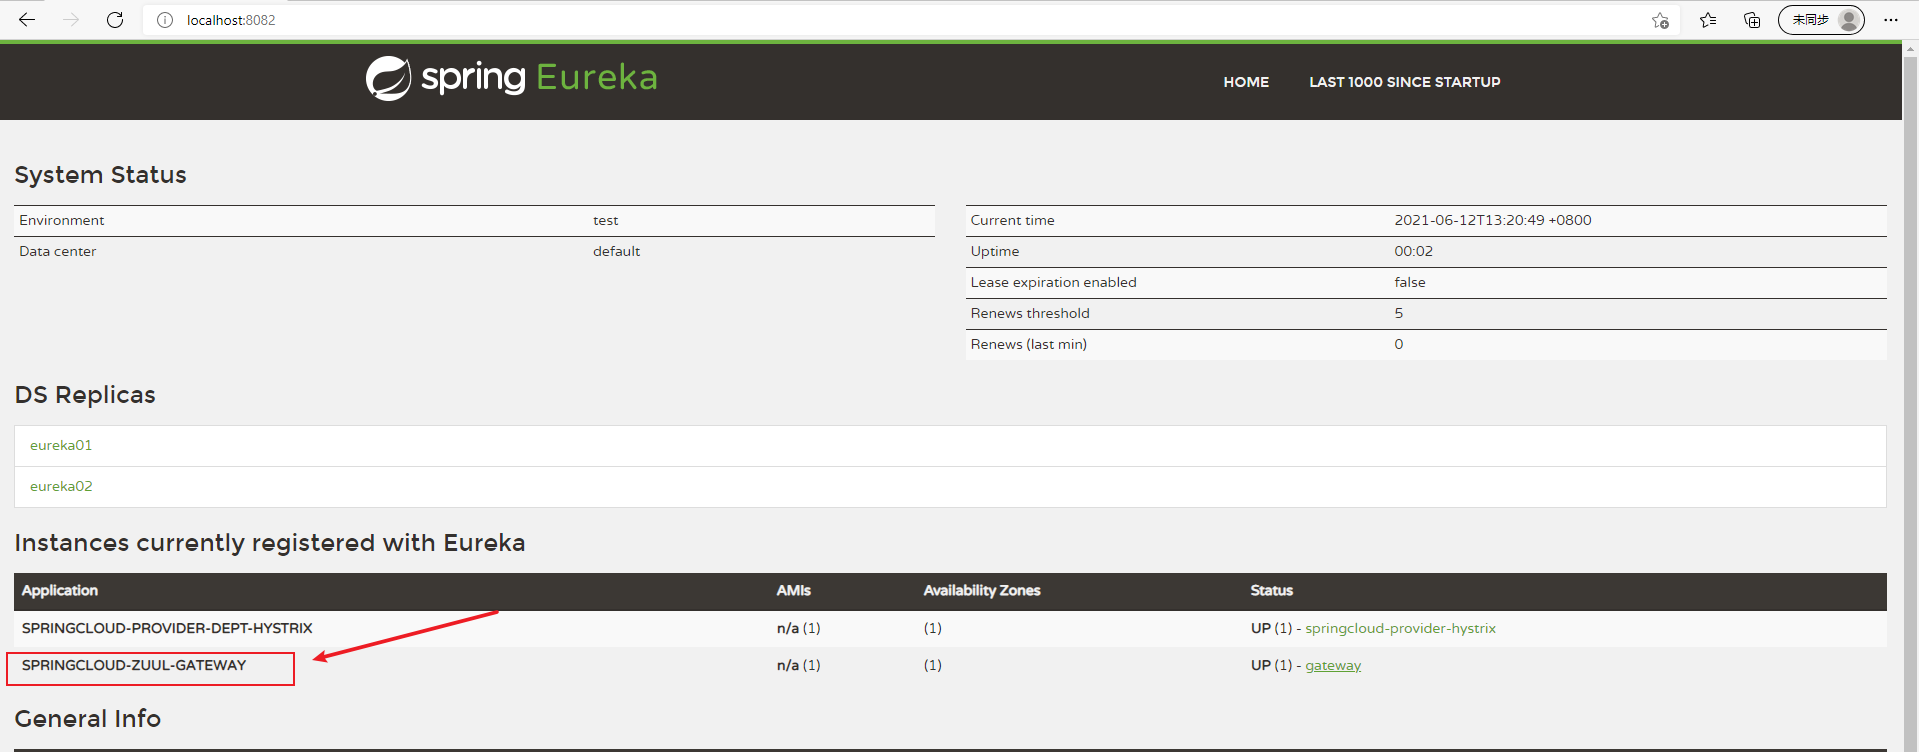 localhost:8082
未同步
spring Eureka
HOME LAST 1000 SINCE STARTUP
System Status
Environment test
Data center default
Current time 2021-06-12T13:20:49 +0800
Uptime 00:02
Lease expiration enabled false
Renews threshold 5
Renews (last min) 0
DS Replicas
eureka01
eureka02
Instances currently registered with Eureka
Application AMIs Availability Zones Status
SPRINGCLOUD-PROVIDER-DEPT-HYSTRIX n/a (1) (1) UP (1) - springcloud-provider-hystrix
SPRINGCLOUD-ZUUL-GATEWAY n/a (1) (1) UP (1) - gateway
General Info